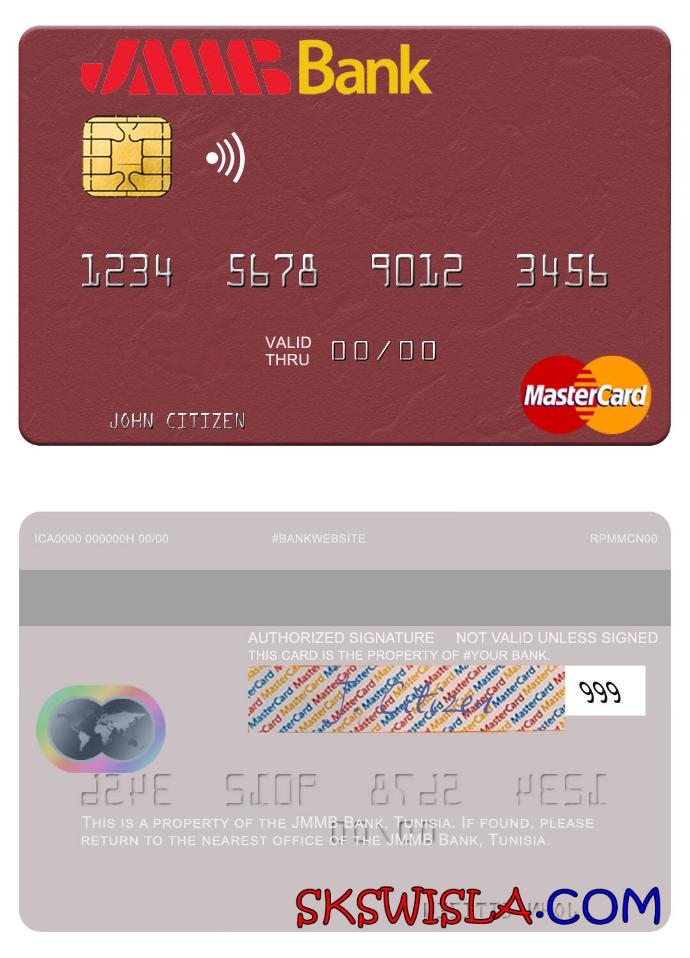 JMMB Bank
1234 5678 9012 3456
VALID THRU 00/00
MasterCard
JOHN CITIZEN
ICA0000 000000H 00/00 #BANKWEBSITE RPMMCN00
AUTHORIZED SIGNATURE NOT VALID UNLESS SIGNED
THIS CARD IS THE PROPERTY OF #YOUR BANK.
J. Citizen
999
THIS IS A PROPERTY OF THE JMMB BANK, TUNISIA. IF FOUND, PLEASE
RETURN TO THE NEAREST OFFICE OF THE JMMB BANK, TUNISIA.
SKSWISLA.COM